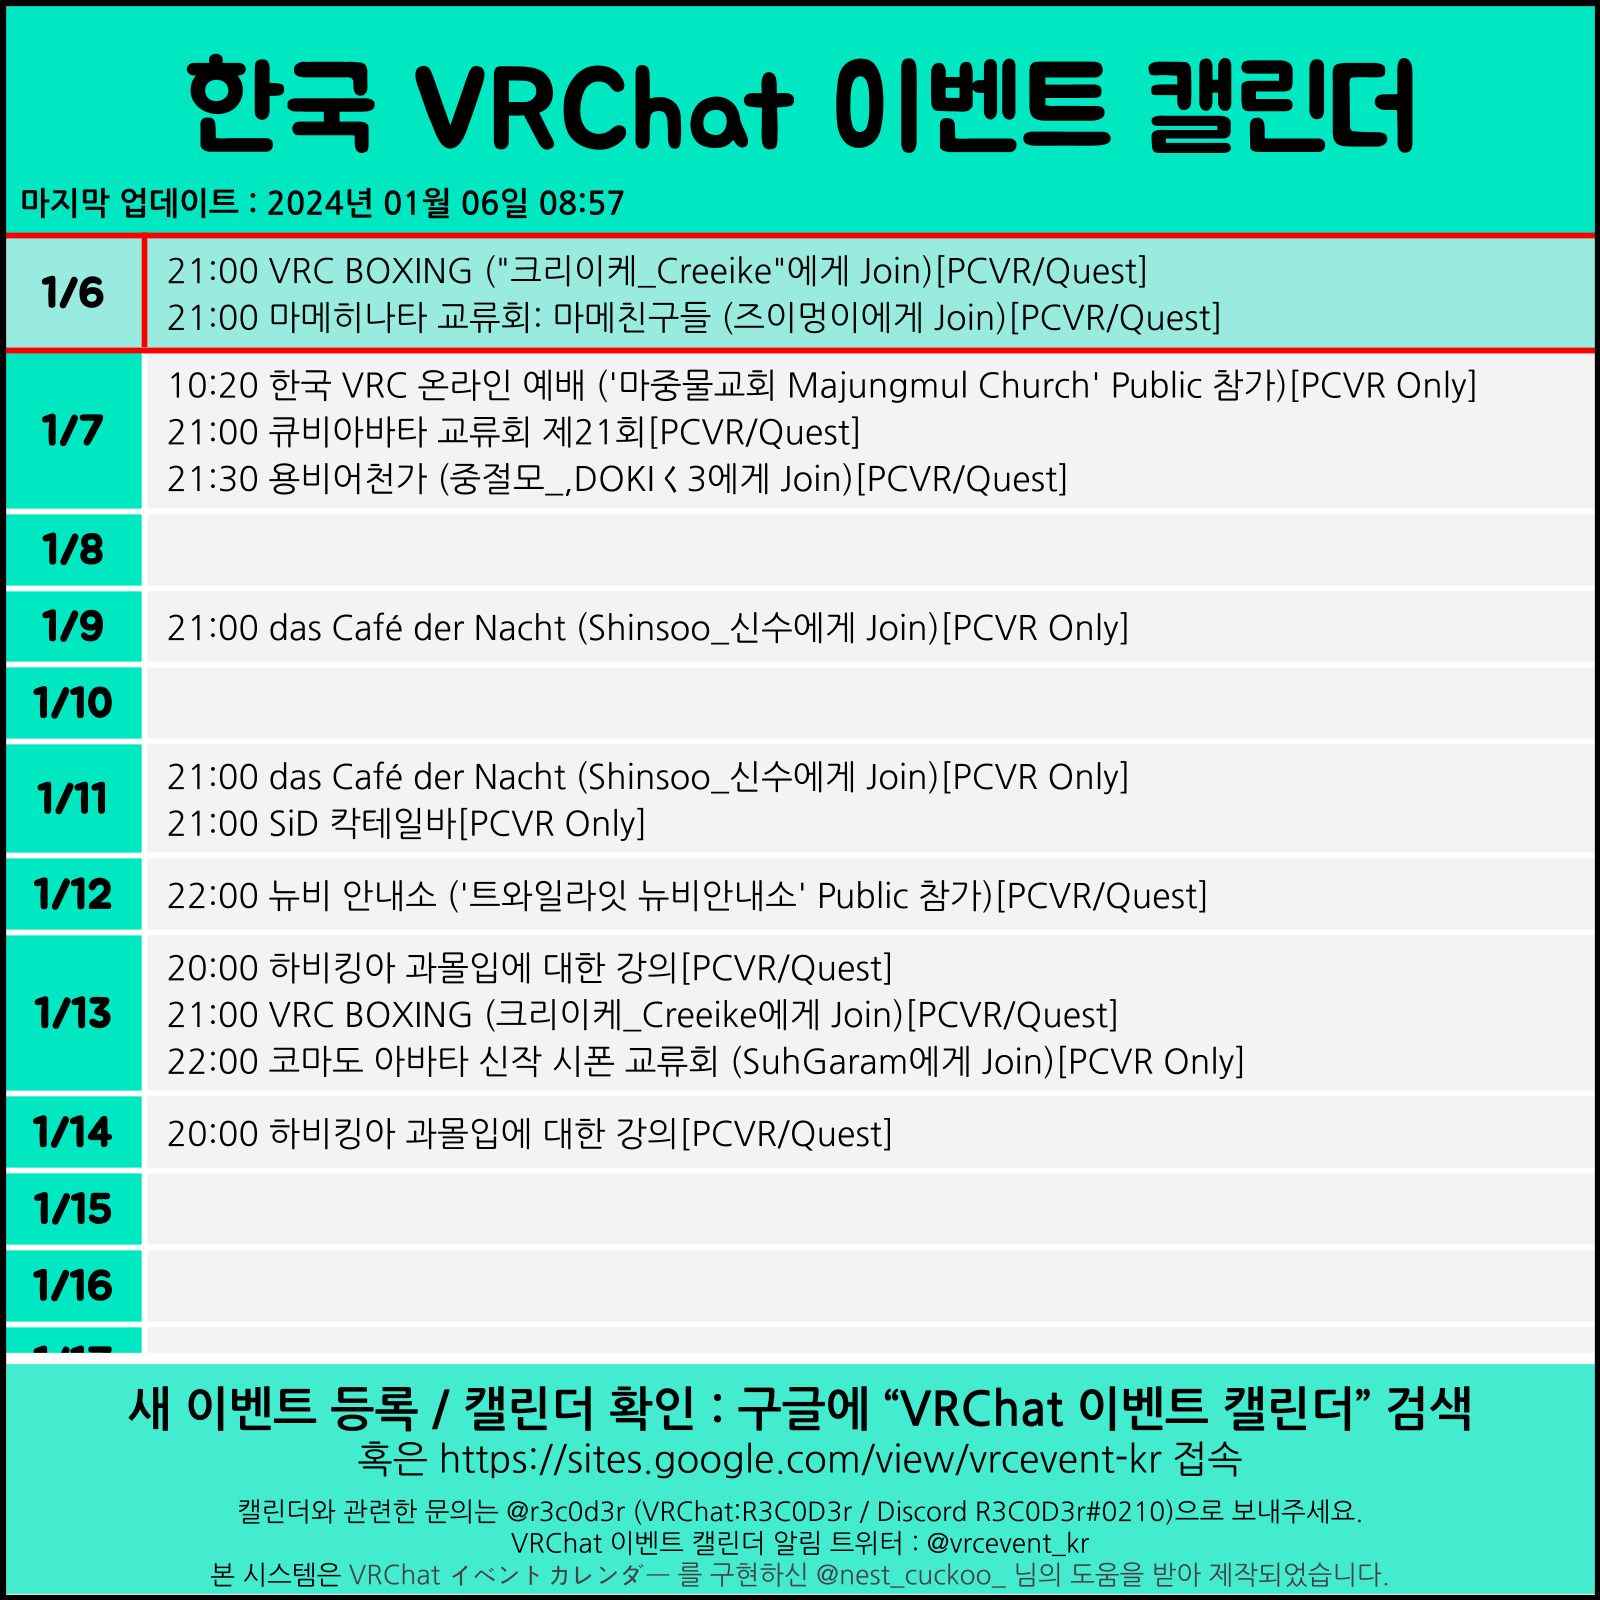 한국 VRChat 이벤트 캘린더
마지막 업데이트 : 2024년 01월 06일 08:57
1/6
21:00 VRC BOXING ("크리이케_Creeike"에게 Join)[PCVR/Quest]
21:00 마메히나타 교류회: 마메친구들 (즈이멍이에게 Join)[PCVR/Quest]
1/7
10:20 한국 VRC 온라인 예배 ('마중물교회 Majungmul Church' Public 참가)[PCVR Only]
21:00 큐비아바타 교류회 제21회[PCVR/Quest]
21:30 용비어천가 (중절모_,DOKI く 3에게 Join)[PCVR/Quest]
1/8
1/9
21:00 das Café der Nacht (Shinsoo_신수에게 Join)[PCVR Only]
1/10
1/11
21:00 das Café der Nacht (Shinsoo_신수에게 Join)[PCVR Only]
21:00 SiD 칵테일바[PCVR Only]
1/12
22:00 뉴비 안내소 ('트와일라잇 뉴비안내소' Public 참가)[PCVR/Quest]
1/13
20:00 하비킹아 과몰입에 대한 강의[PCVR/Quest]
21:00 VRC BOXING (크리이케_Creeike에게 Join)[PCVR/Quest]
22:00 코마도 아바타 신작 시폰 교류회 (SuhGaram에게 Join)[PCVR Only]
1/14
20:00 하비킹아 과몰입에 대한 강의[PCVR/Quest]
1/15
1/16
1/17
새 이벤트 등록 / 캘린더 확인 : 구글에 “VRChat 이벤트 캘린더” 검색
혹은 https://sites.google.com/view/vrcevent-kr 접속
캘린더와 관련한 문의는 @r3c0d3r (VRChat:R3C0D3r / Discord R3C0D3r#0210)으로 보내주세요.
VRChat 이벤트 캘린더 알림 트위터 : @vrcevent_kr
본 시스템은 VRChat イベントカレンダー 를 구현하신 @nest_cuckoo_ 님의 도움을 받아 제작되었습니다.